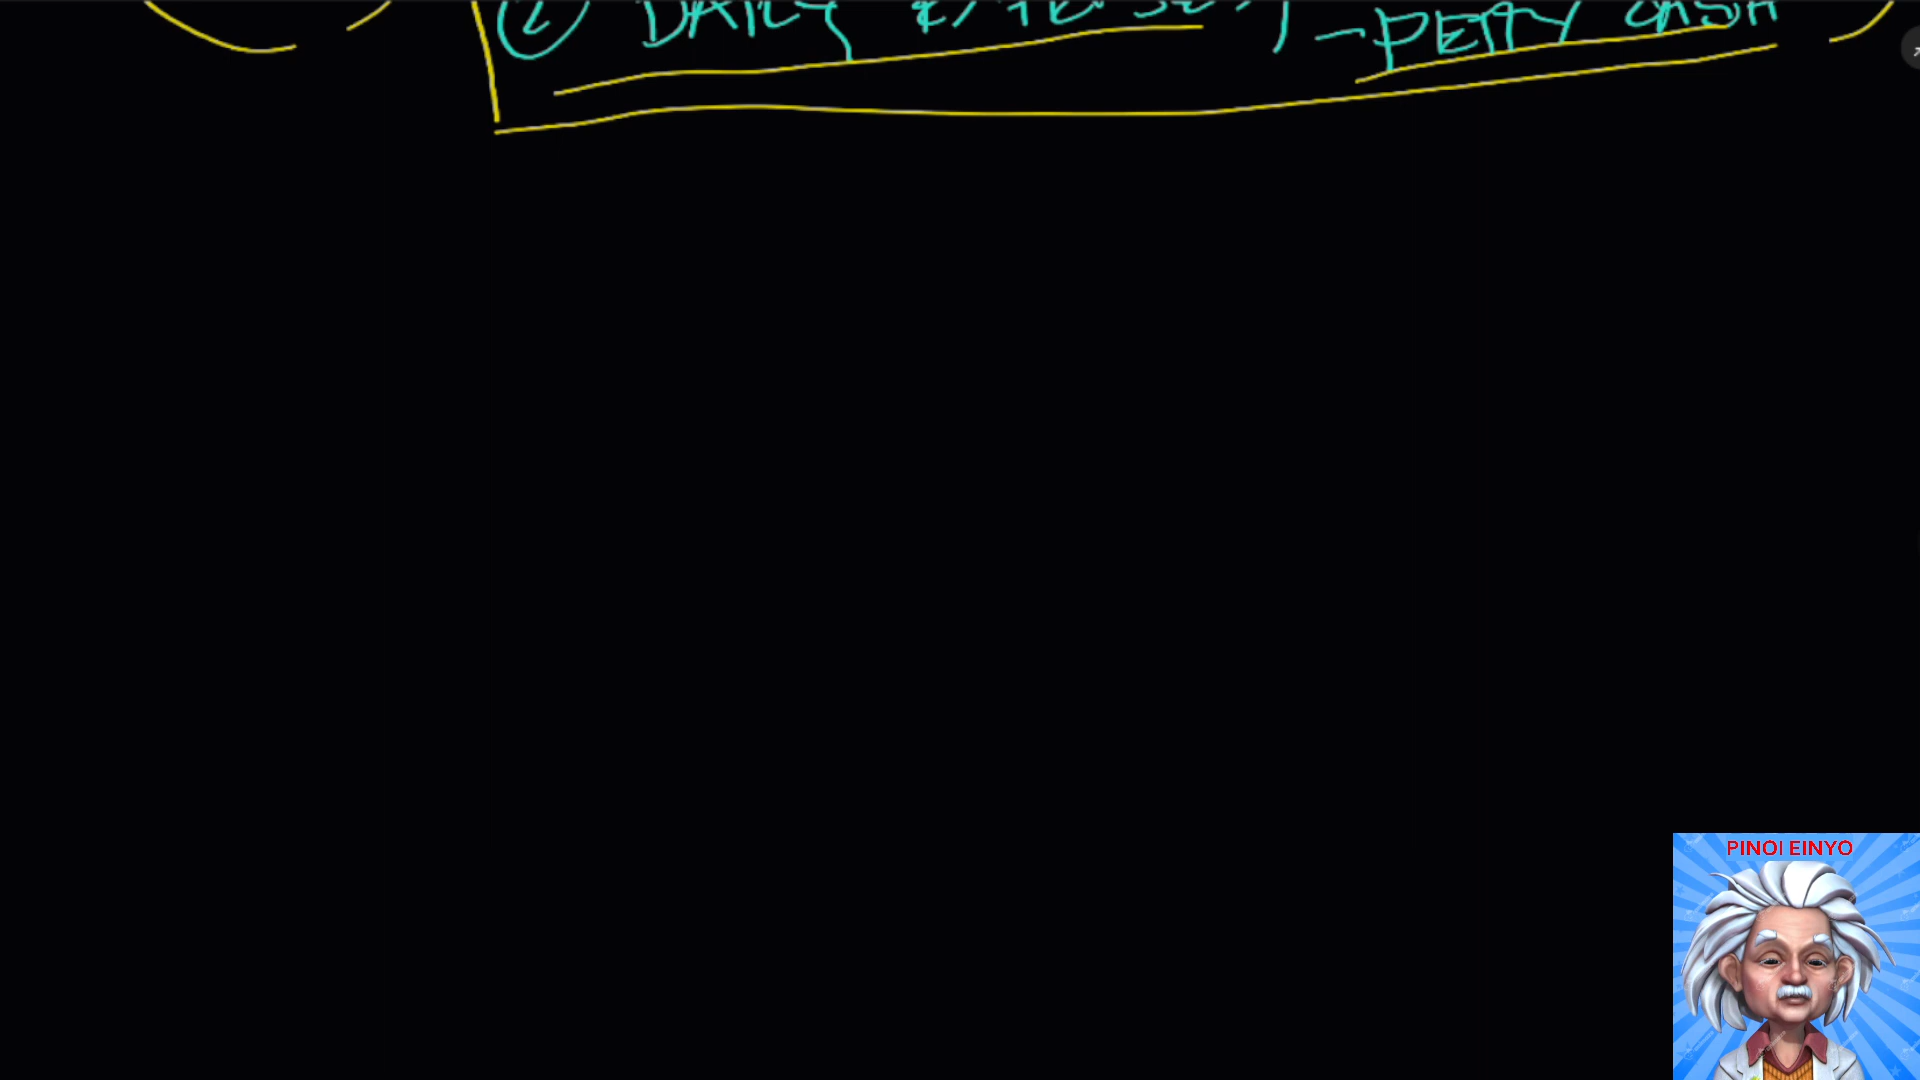 ② DAILY EXPENSES) - PETTY CASH
PINOI EINYO